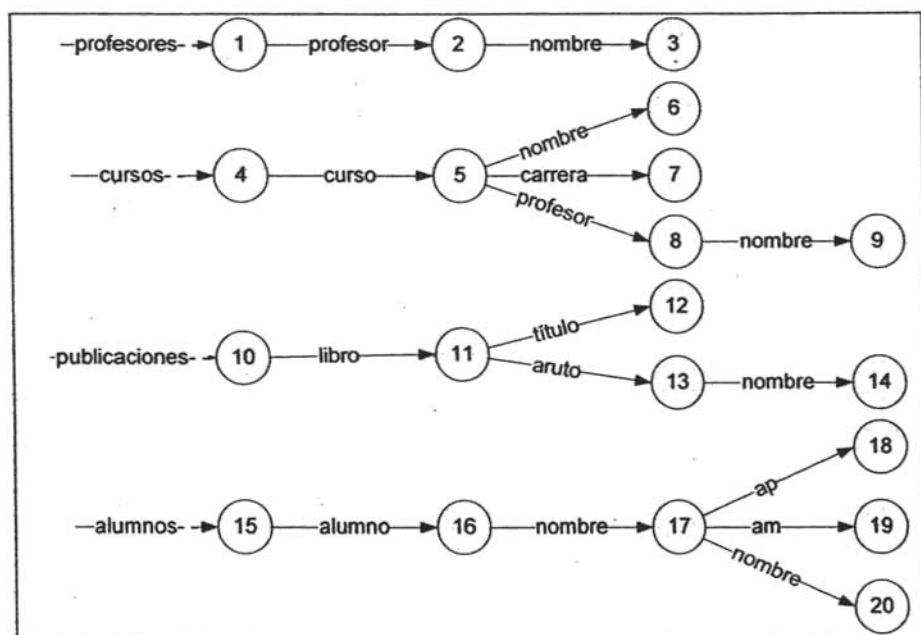 profesores 1 profesor 2 nombre 3
nombre 6
cursos 4 curso 5 carrera 7
profesor 8 nombre 9
título 12
publicaciones 10 libro 11
aruto 13 nombre 14
ap 18
alumnos 15 alumno 16 nombre 17 am 19
nombre 20